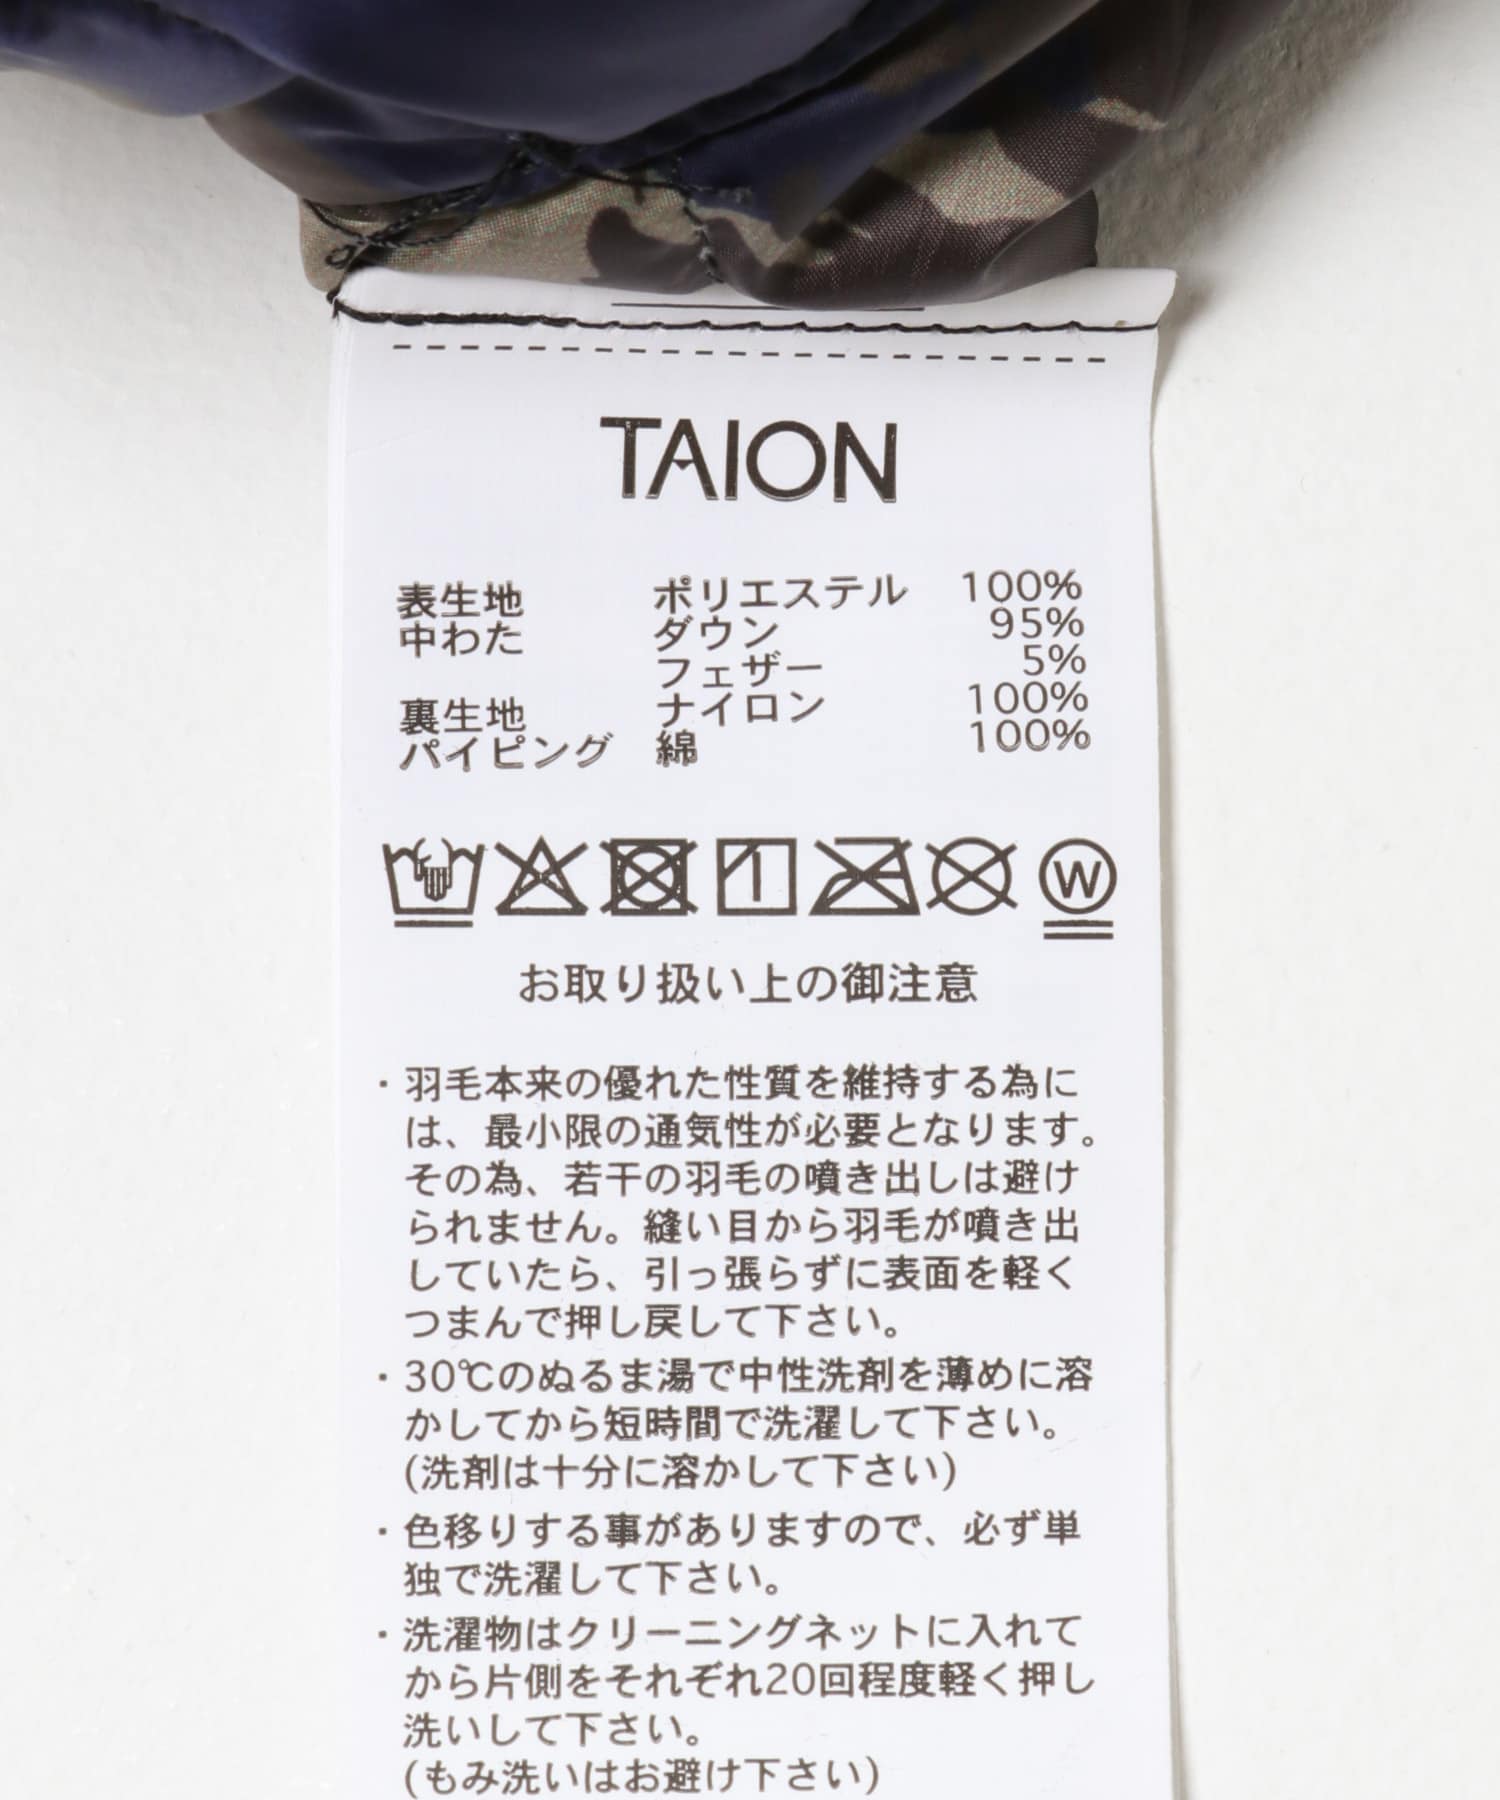 TAION
表生地 ポリエステル 100%
中わた ダウン 95%
フェザー 5%
裏生地 ナイロン 100%
パイピング 綿 100%
W
お取り扱い上の御注意
・羽毛本来の優れた性質を維持する為に
は、最小限の通気性が必要となります。
その為、若干の羽毛の噴き出しは避け
られません。縫い目から羽毛が噴き出
していたら、引っ張らずに表面を軽く
つまんで押し戻して下さい。
・30℃のぬるま湯で中性洗剤を薄めに溶
かしてから短時間で洗濯して下さい。
(洗剤は十分に溶かして下さい)
・色移りする事がありますので、必ず単
独で洗濯して下さい。
・洗濯物はクリーニングネットに入れて
から片側をそれぞれ20回程度軽く押し
洗いして下さい。
(もみ洗いはお避け下さい)